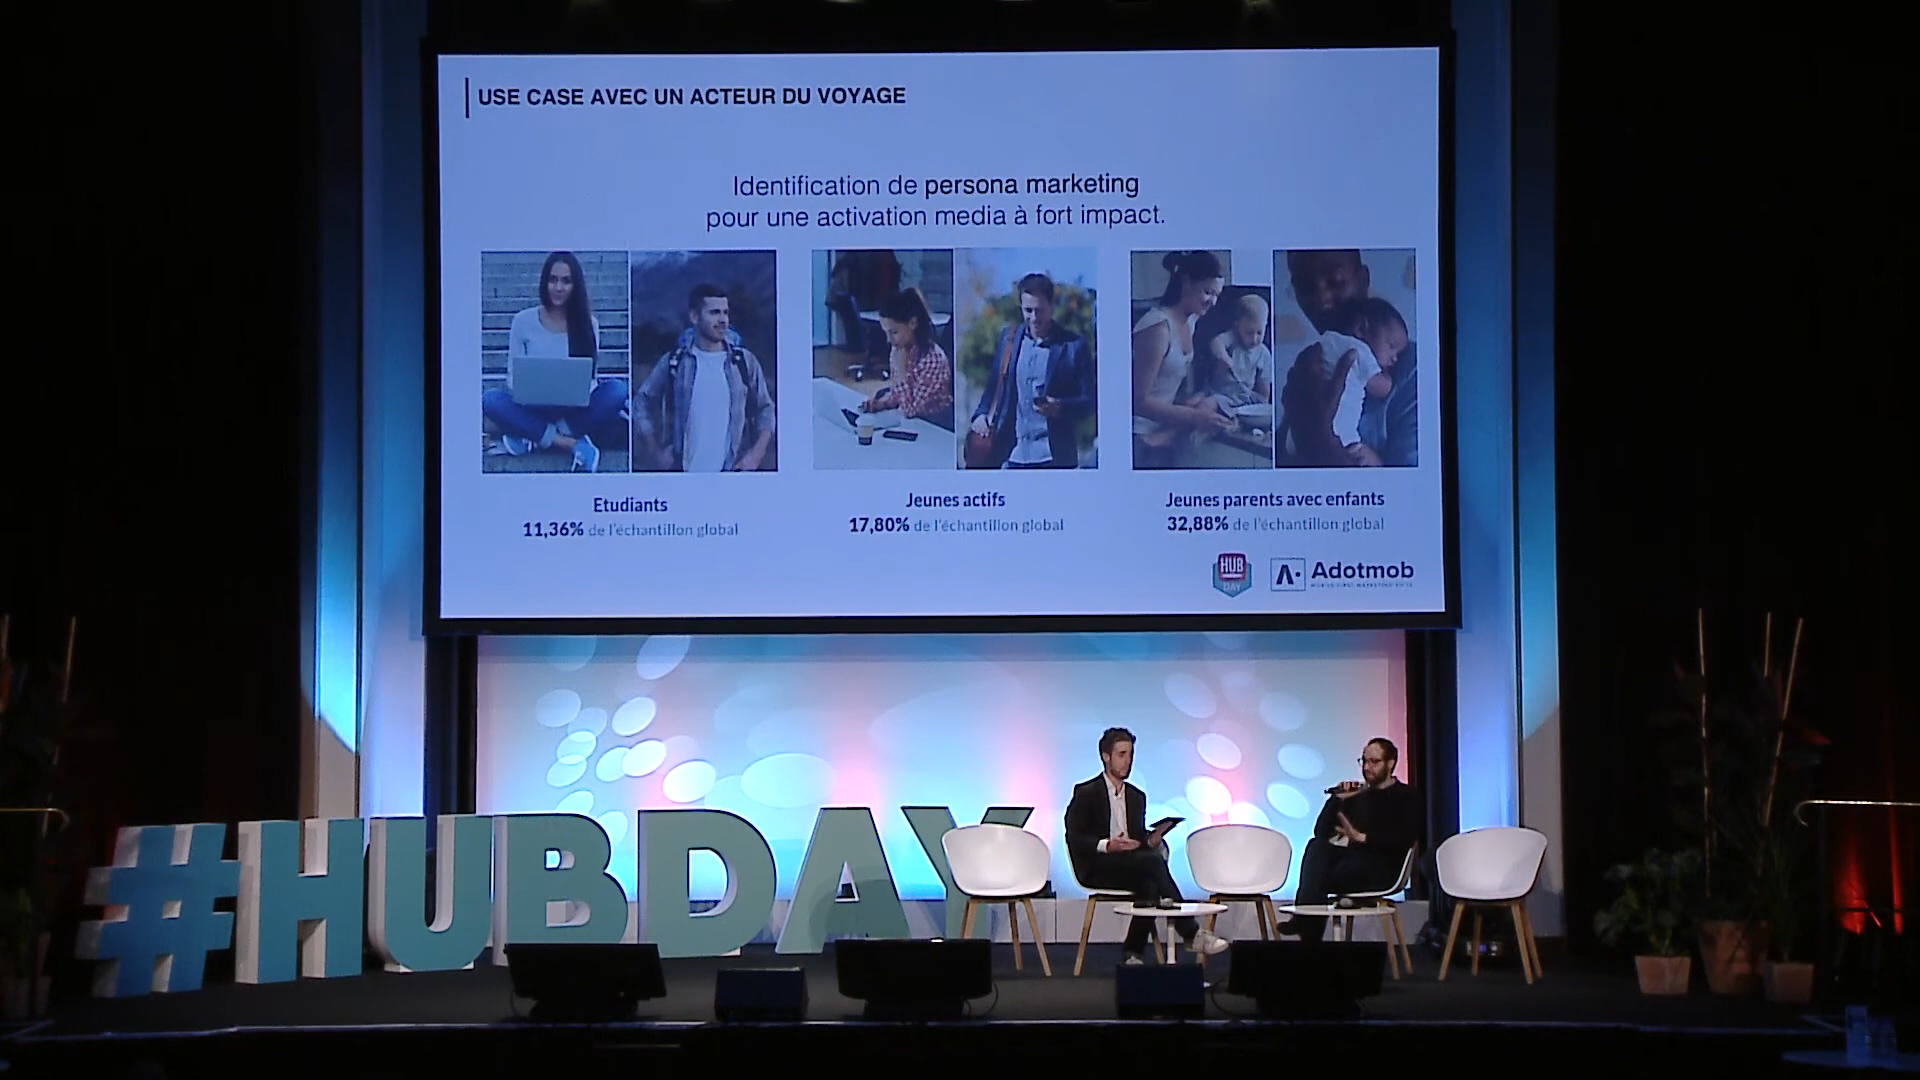 USE CASE AVEC UN ACTEUR DU VOYAGE
Identification de persona marketing
pour une activation media à fort impact.
Etudiants
11,36% de l'échantillon global
Jeunes actifs
17,80% de l'échantillon global
Jeunes parents avec enfants
32,88% de l'échantillon global
HUB
DAY
Adotmob
#HUBDAY